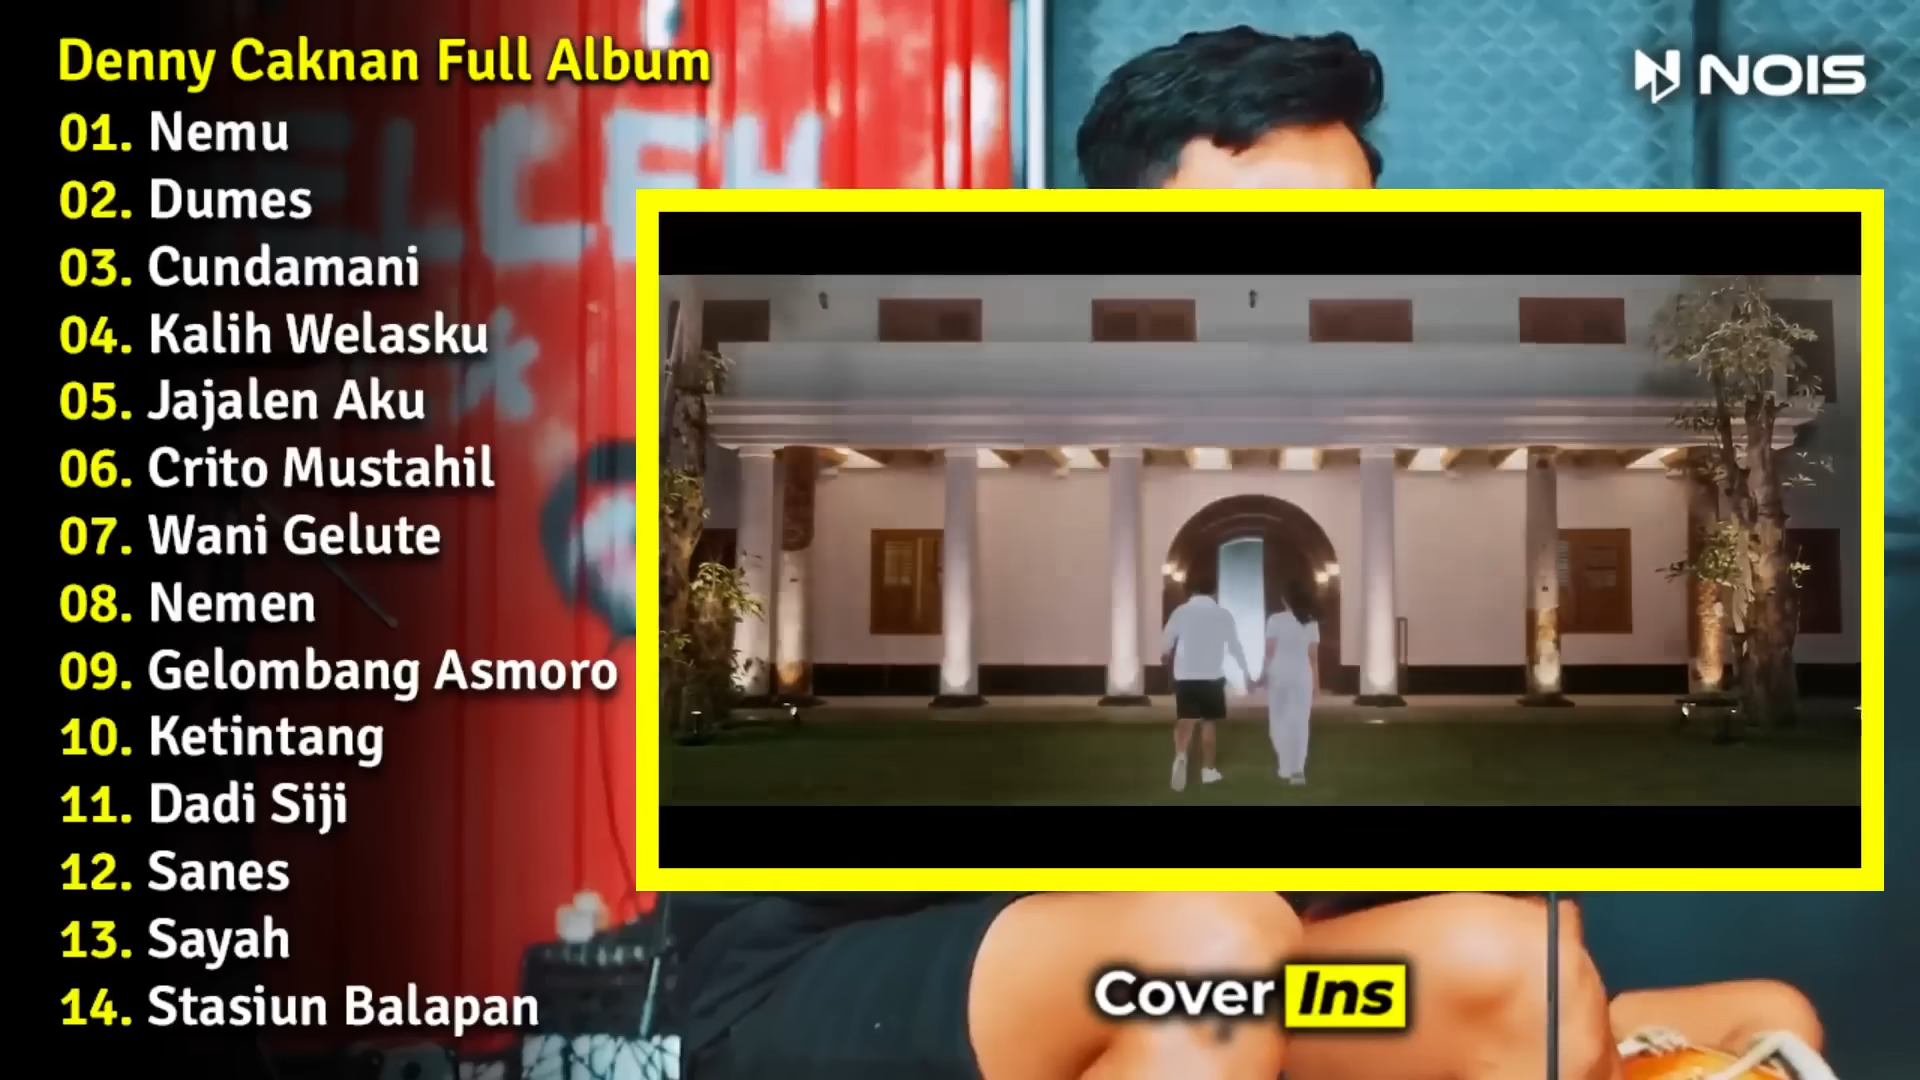 Denny Caknan Full Album
01. Nemu
02. Dumes
03. Cundamani
04. Kalih Welasku
05. Jajalen Aku
06. Crito Mustahil
07. Wani Gelute
08. Nemen
09. Gelombang Asmoro
10. Ketintang
11. Dadi Siji
12. Sanes
13. Sayah
14. Stasiun Balapan
NOIS
Cover Ins